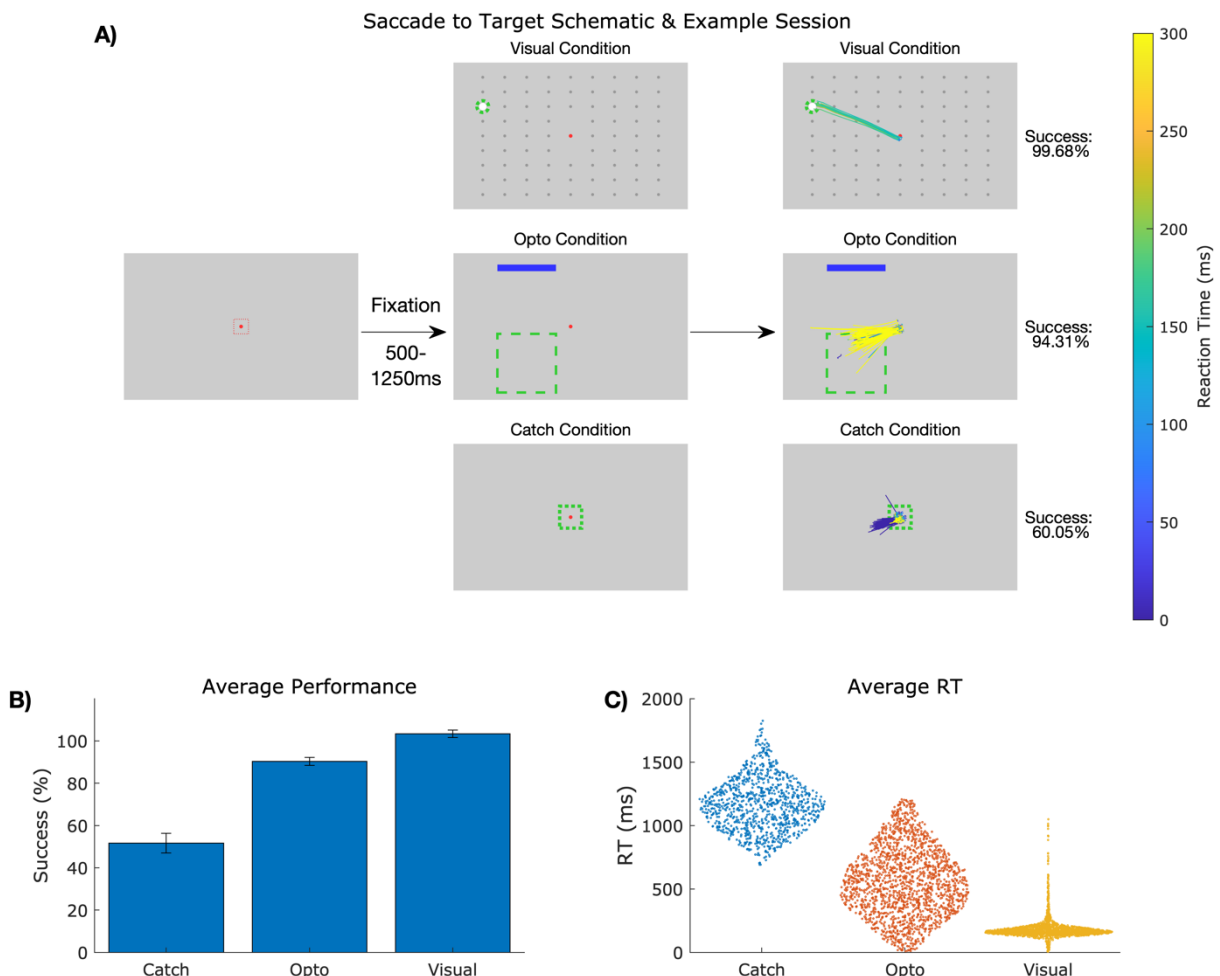 A)
Saccade to Target Schematic & Example Session
Visual Condition
Visual Condition
Success:
99.68%
Opto Condition
Opto Condition
Fixation
500-
1250ms
Success:
94.31%
Catch Condition
Catch Condition
Success:
60.05%
300
250
200
150
100
50
0
Reaction Time (ms)
B)
Average Performance
Success (%)
100
80
60
40
20
0
Catch
Opto
Visual
C)
Average RT
RT (ms)
2000
1500
1000
500
0
Catch
Opto
Visual